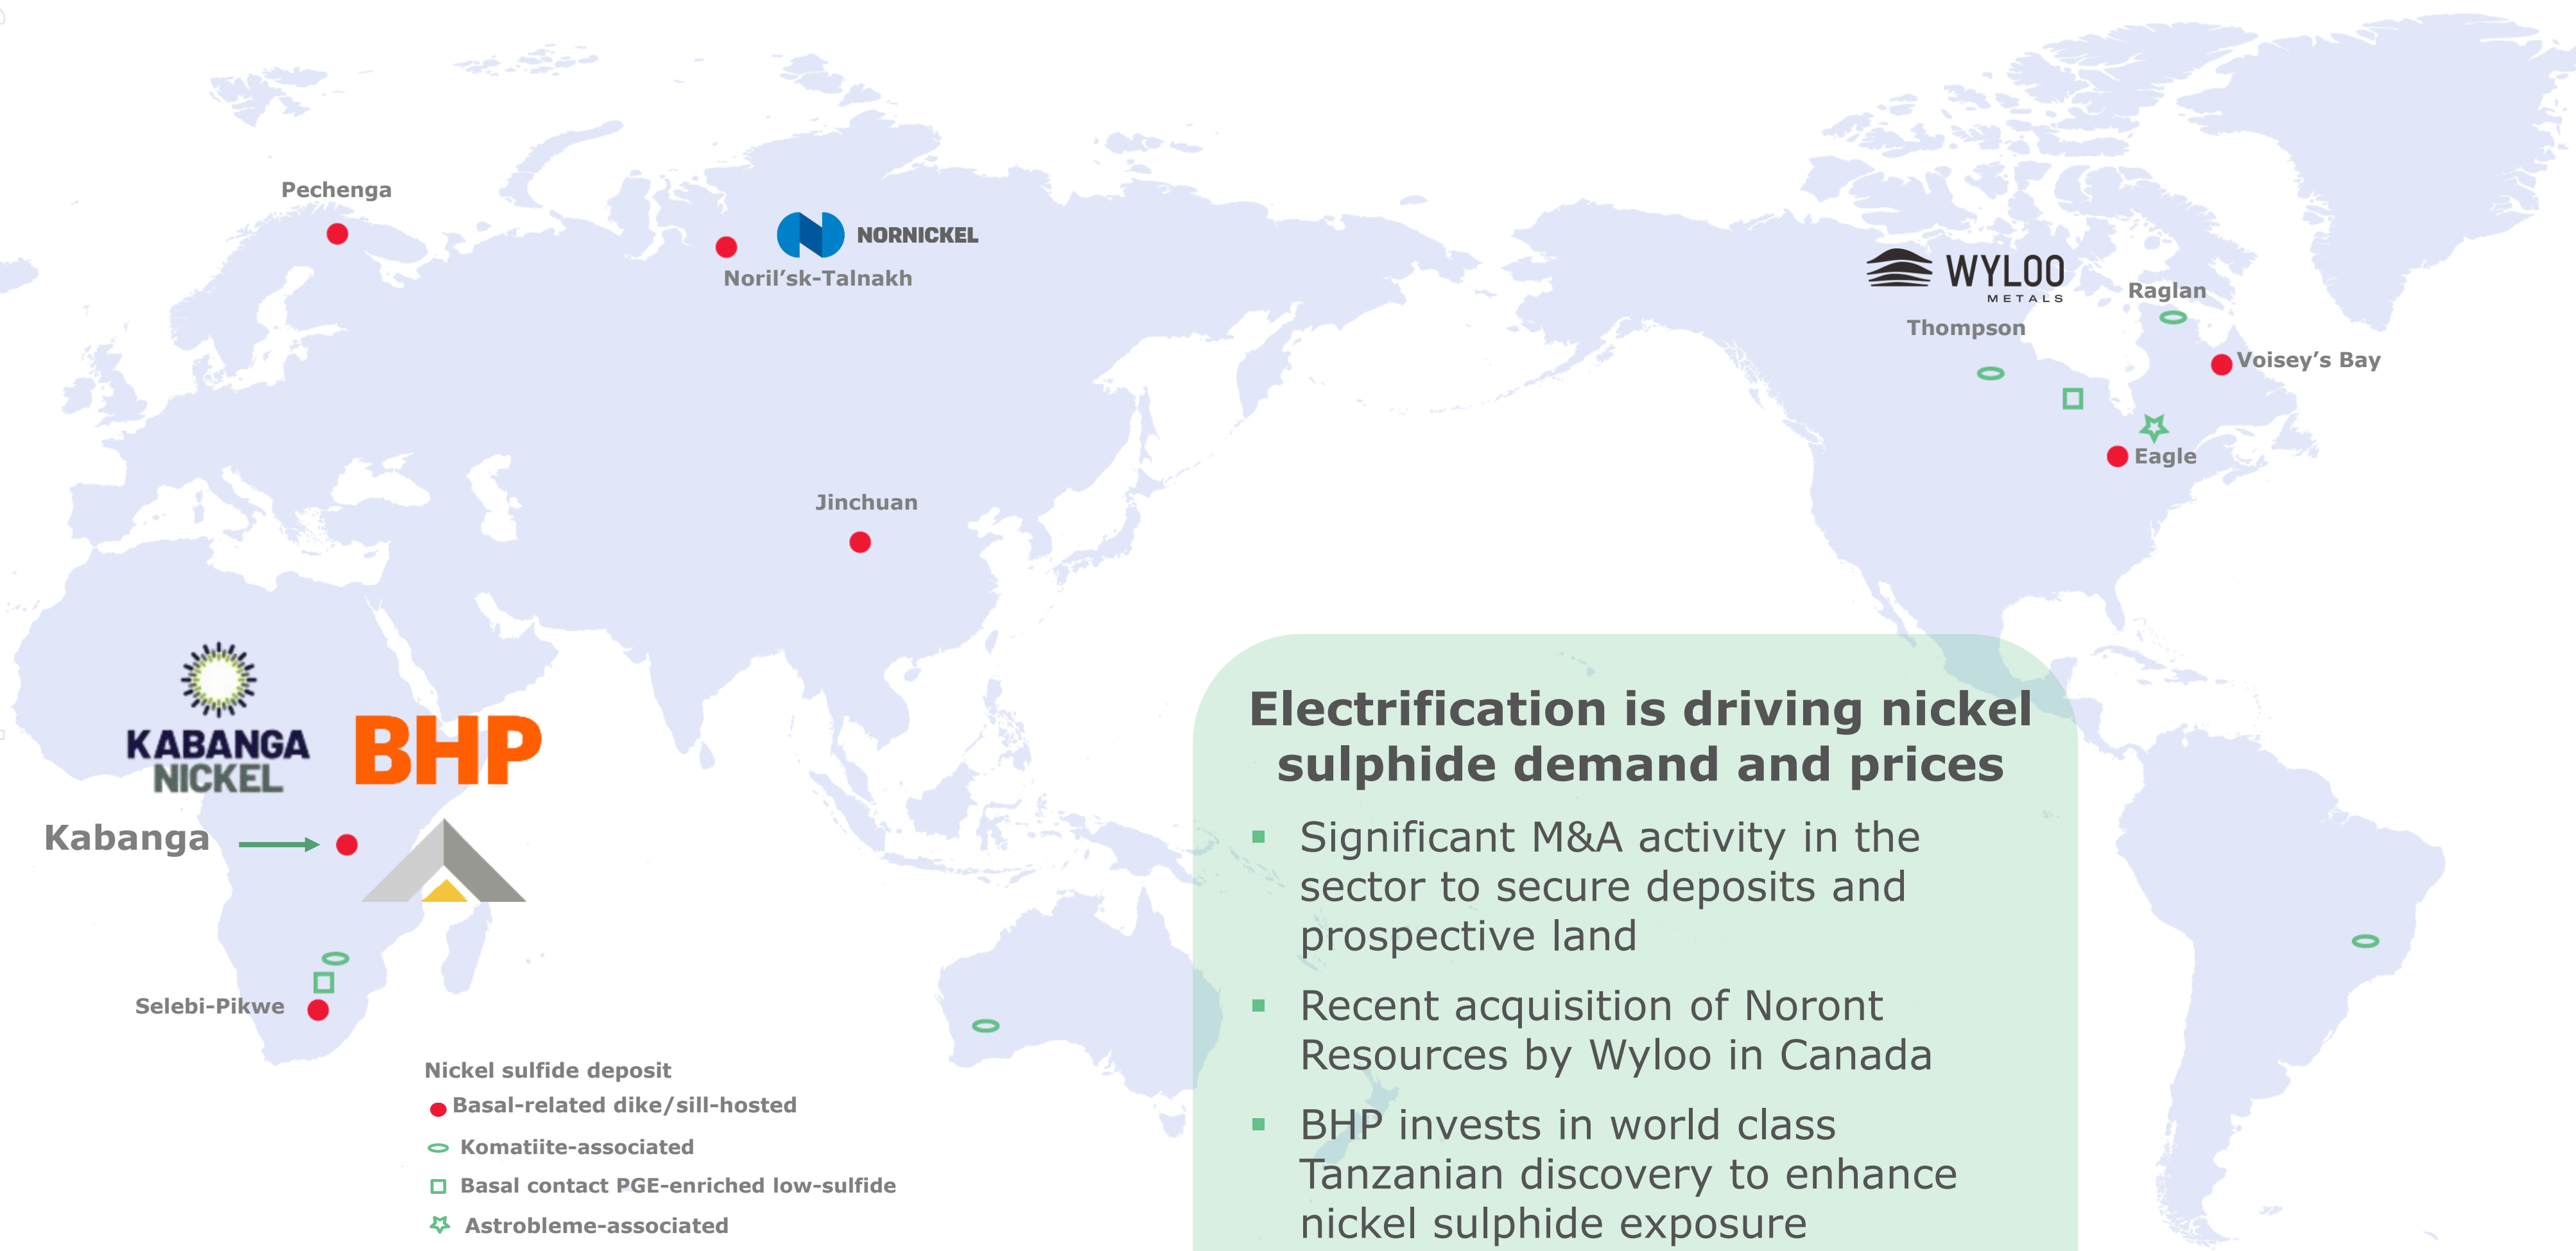 Pechenga
NORNICKEL
Noril’sk-Talnakh
WYLOO
METALS
Raglan
Thompson
Voisey’s Bay
Eagle
Jinchuan
KABANGA
NICKEL
BHP
Kabanga
Selebi-Pikwe
Nickel sulfide deposit
Basal-related dike/sill-hosted
Komatiite-associated
Basal contact PGE-enriched low-sulfide
Astrobleme-associated
Electrification is driving nickel
sulphide demand and prices
Significant M&A activity in the
sector to secure deposits and
prospective land
Recent acquisition of Noront
Resources by Wyloo in Canada
BHP invests in world class
Tanzanian discovery to enhance
nickel sulphide exposure